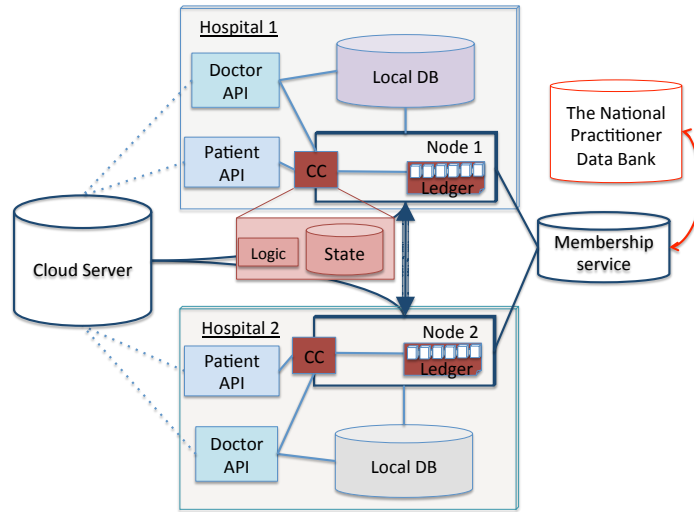 Hospital 1
Doctor
API
Local DB
Patient
API
CC
Node 1
Ledger
The National
Practitioner
Data Bank
Logic
State
Cloud Server
Membership
service
Hospital 2
Node 2
Patient
API
CC
Ledger
Doctor
API
Local DB